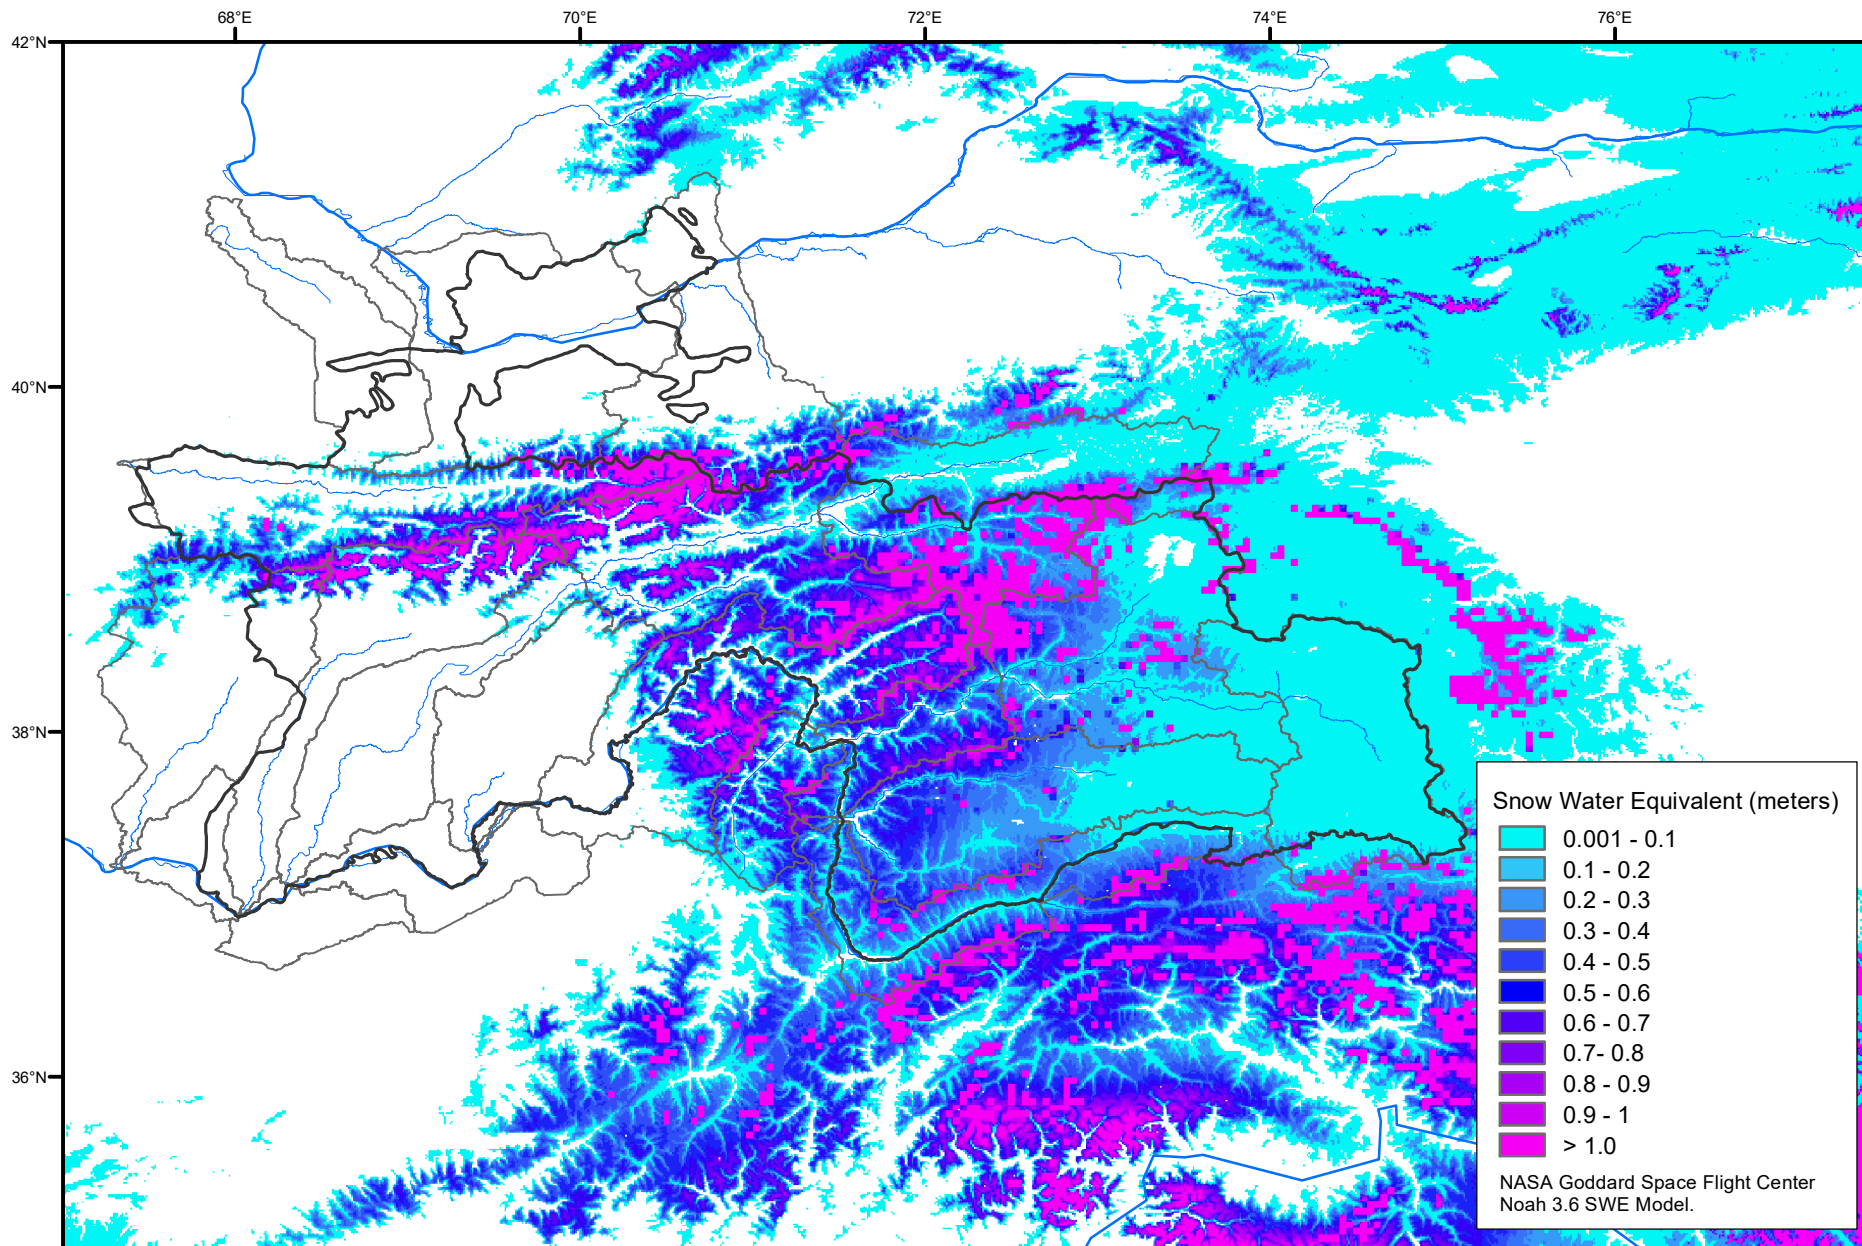 68°E
70°E
72°E
74°E
76°E
42°N
40°N
38°N
36°N
Snow Water Equivalent (meters)
0.001 - 0.1
0.1 - 0.2
0.2 - 0.3
0.3 - 0.4
0.4 - 0.5
0.5 - 0.6
0.6 - 0.7
0.7- 0.8
0.8 - 0.9
0.9 - 1
> 1.0
NASA Goddard Space Flight Center
Noah 3.6 SWE Model.